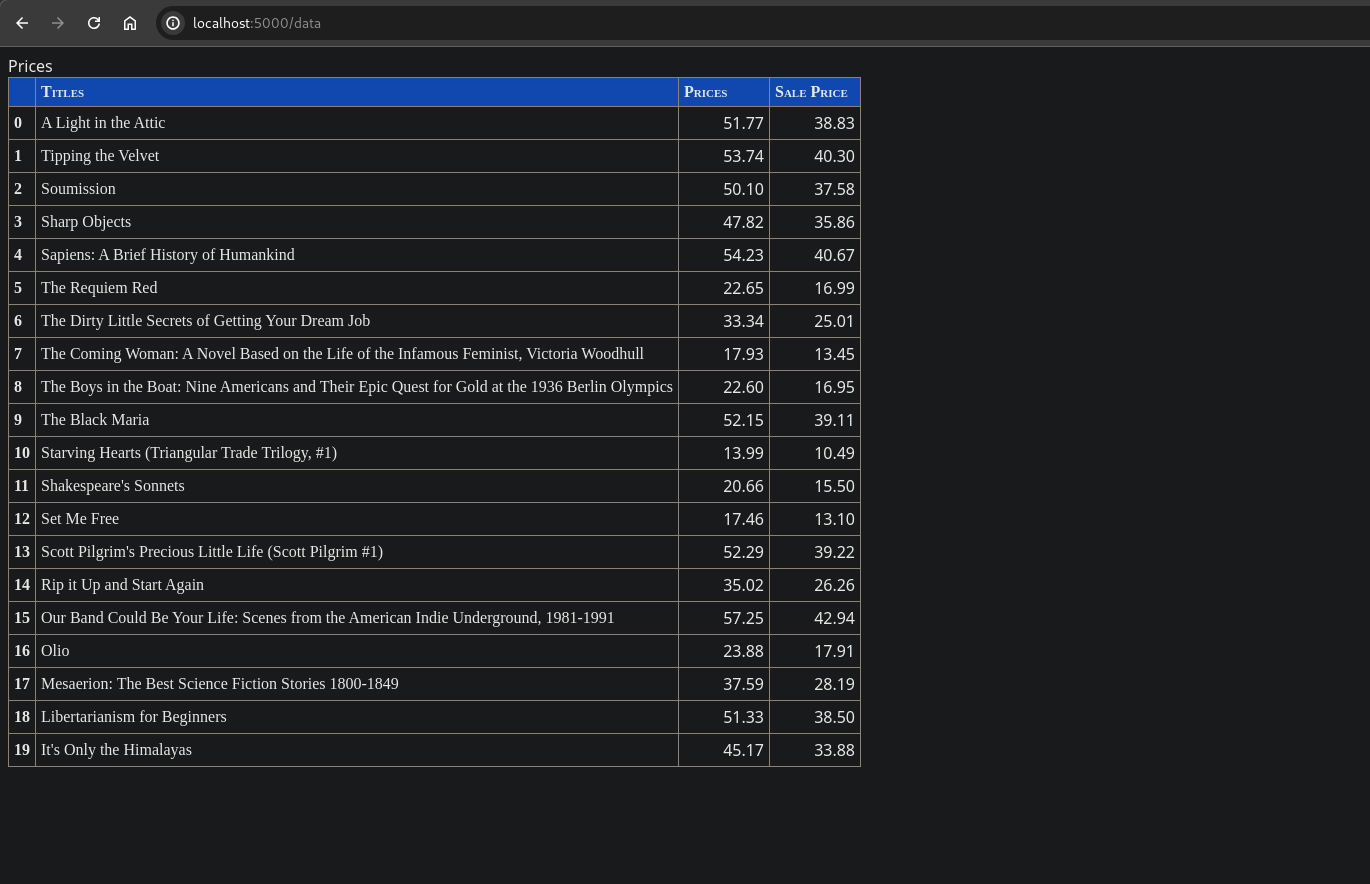 localhost:5000/data
Prices
Titles Prices Sale Price
0 A Light in the Attic 51.77 38.83
1 Tipping the Velvet 53.74 40.30
2 Soumission 50.10 37.58
3 Sharp Objects 47.82 35.86
4 Sapiens: A Brief History of Humankind 54.23 40.67
5 The Requiem Red 22.65 16.99
6 The Dirty Little Secrets of Getting Your Dream Job 33.34 25.01
7 The Coming Woman: A Novel Based on the Life of the Infamous Feminist, Victoria Woodhull 17.93 13.45
8 The Boys in the Boat: Nine Americans and Their Epic Quest for Gold at the 1936 Berlin Olympics 22.60 16.95
9 The Black Maria 52.15 39.11
10 Starving Hearts (Triangular Trade Trilogy, #1) 13.99 10.49
11 Shakespeare's Sonnets 20.66 15.50
12 Set Me Free 17.46 13.10
13 Scott Pilgrim's Precious Little Life (Scott Pilgrim #1) 52.29 39.22
14 Rip it Up and Start Again 35.02 26.26
15 Our Band Could Be Your Life: Scenes from the American Indie Underground, 1981-1991 57.25 42.94
16 Olio 23.88 17.91
17 Mesaerion: The Best Science Fiction Stories 1800-1849 37.59 28.19
18 Libertarianism for Beginners 51.33 38.50
19 It's Only the Himalayas 45.17 33.88